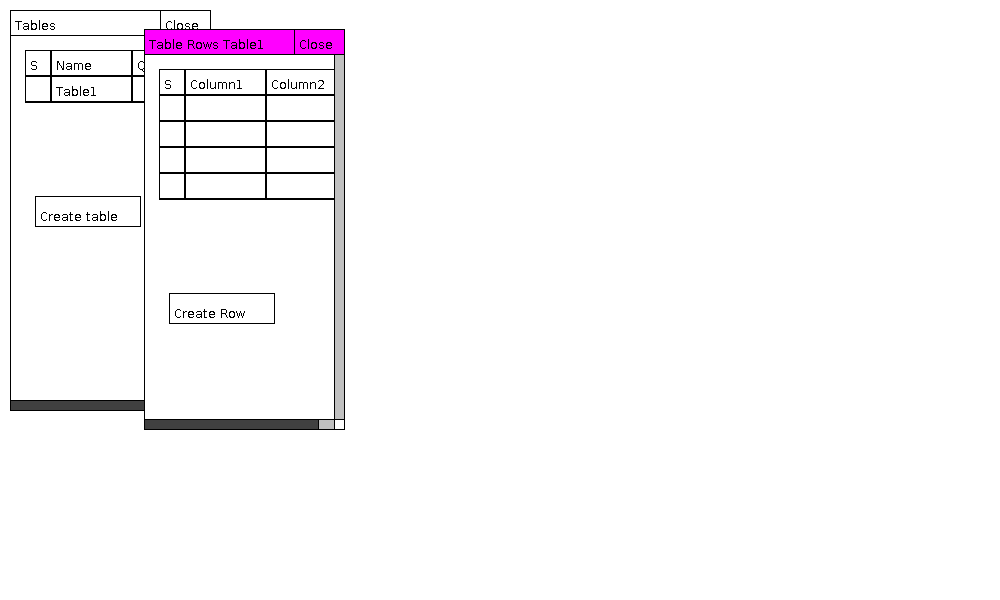 Tables Close
S Name Q
Table1
Create table
Table Rows Table1 Close
S Column1 Column2
Create Row